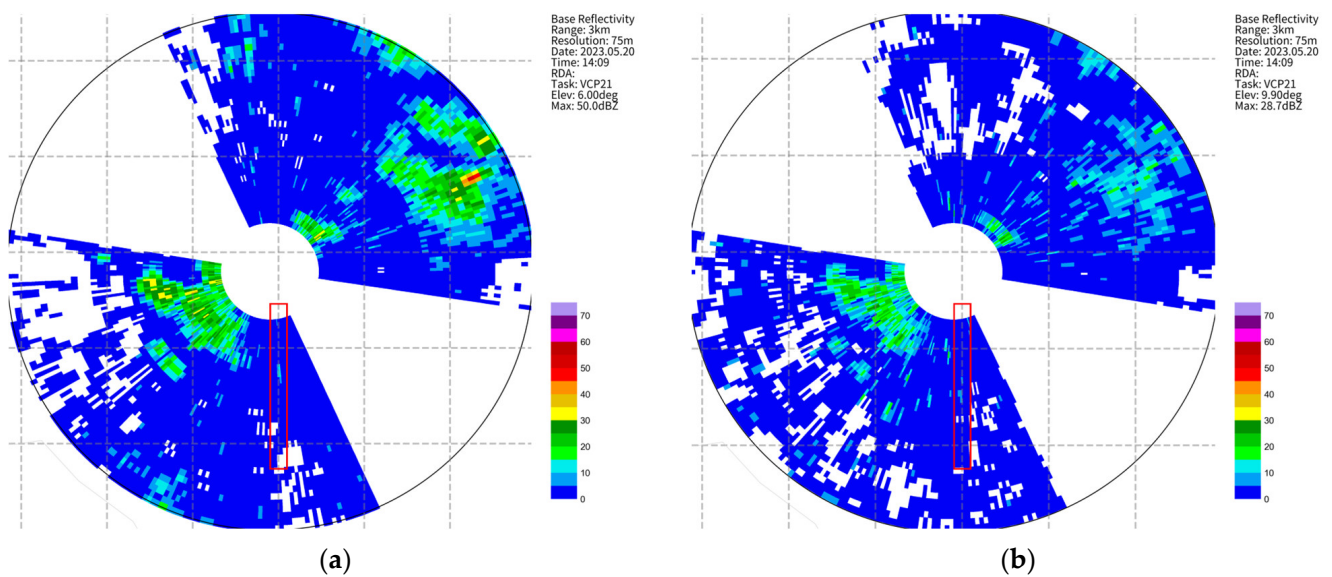 Base Reflectivity
Range: 3km
Resolution: 75m
Date: 2023.05.20
Time: 14:09
RDA:
Task: VCP21
Elev: 6.00deg
Max: 50.0dBZ
70
60
50
40
30
20
10
0
(a)
Base Reflectivity
Range: 3km
Resolution: 75m
Date: 2023.05.20
Time: 14:09
RDA:
Task: VCP21
Elev: 9.90deg
Max: 28.7dBZ
70
60
50
40
30
20
10
0
(b)